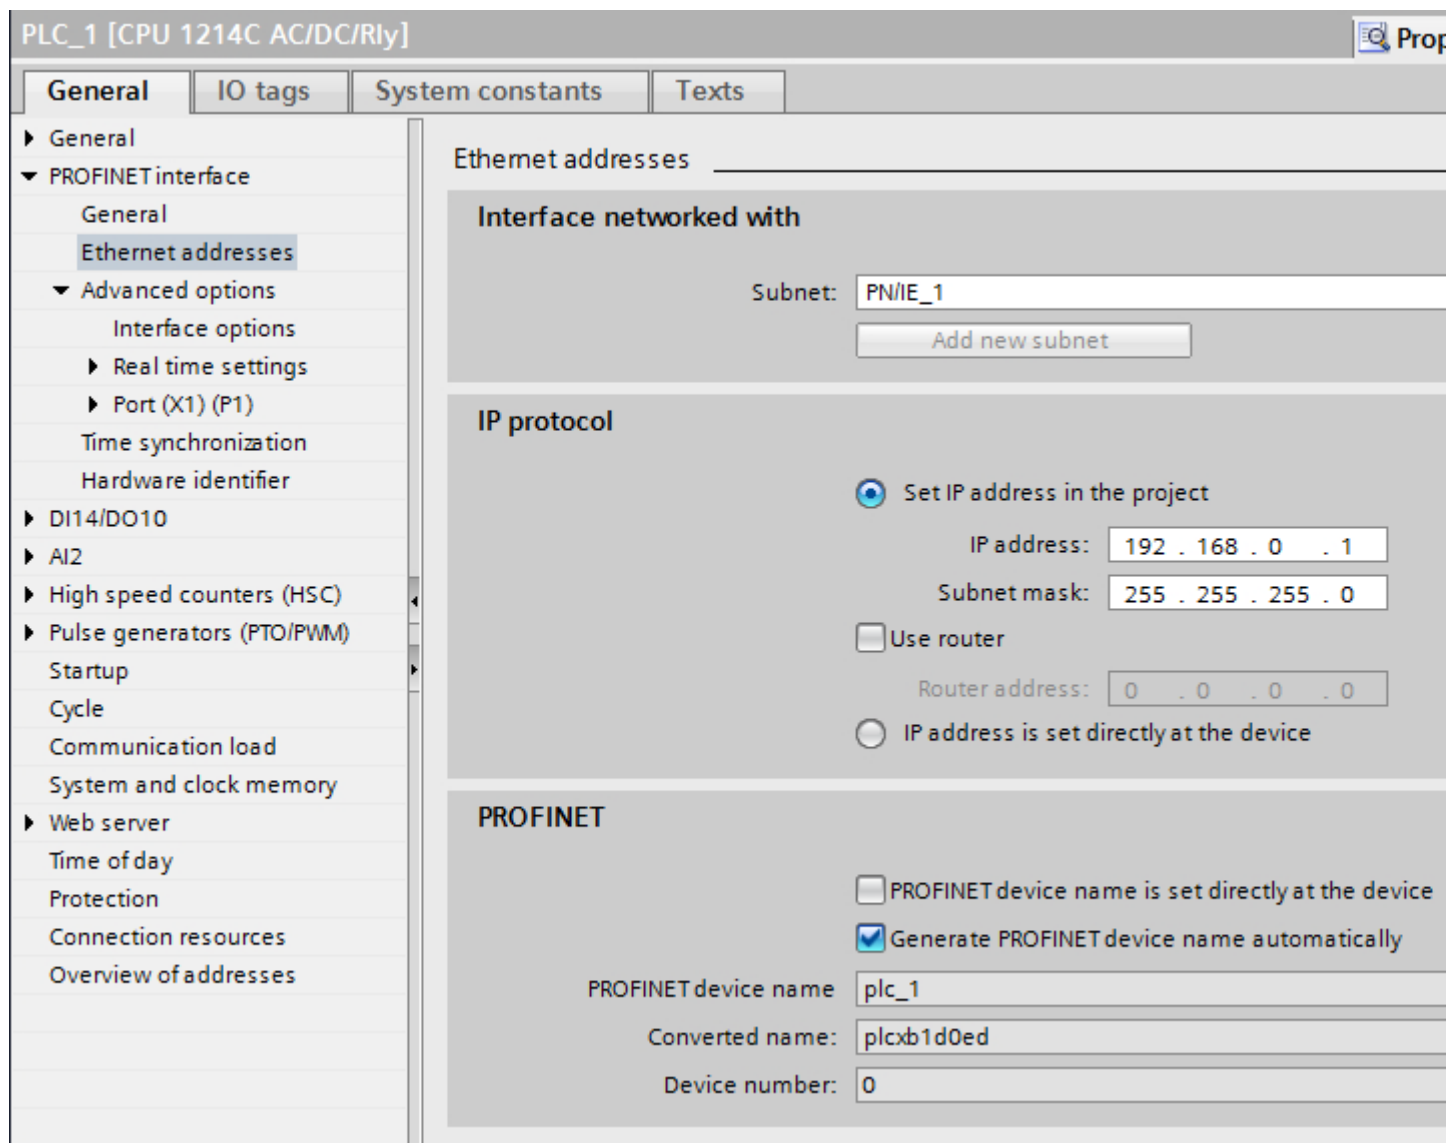 PLC_1 [CPU 1214C AC/DC/Rly]
Prop
General IO tags System constants Texts
General
PROFINET interface
General
Ethernet addresses
Advanced options
Interface options
Real time settings
Port (X1) (P1)
Time synchronization
Hardware identifier
DI14/DO10
AI2
High speed counters (HSC)
Pulse generators (PTO/PWM)
Startup
Cycle
Communication load
System and clock memory
Web server
Time of day
Protection
Connection resources
Overview of addresses
Ethernet addresses
Interface networked with
Subnet: PN/IE_1
Add new subnet
IP protocol
Set IP address in the project
IP address: 192 . 168 . 0 . 1
Subnet mask: 255 . 255 . 255 . 0
Use router
Router address: 0 . 0 . 0 . 0
IP address is set directly at the device
PROFINET
PROFINET device name is set directly at the device
Generate PROFINET device name automatically
PROFINET device name plc_1
Converted name: plcxb1d0ed
Device number: 0